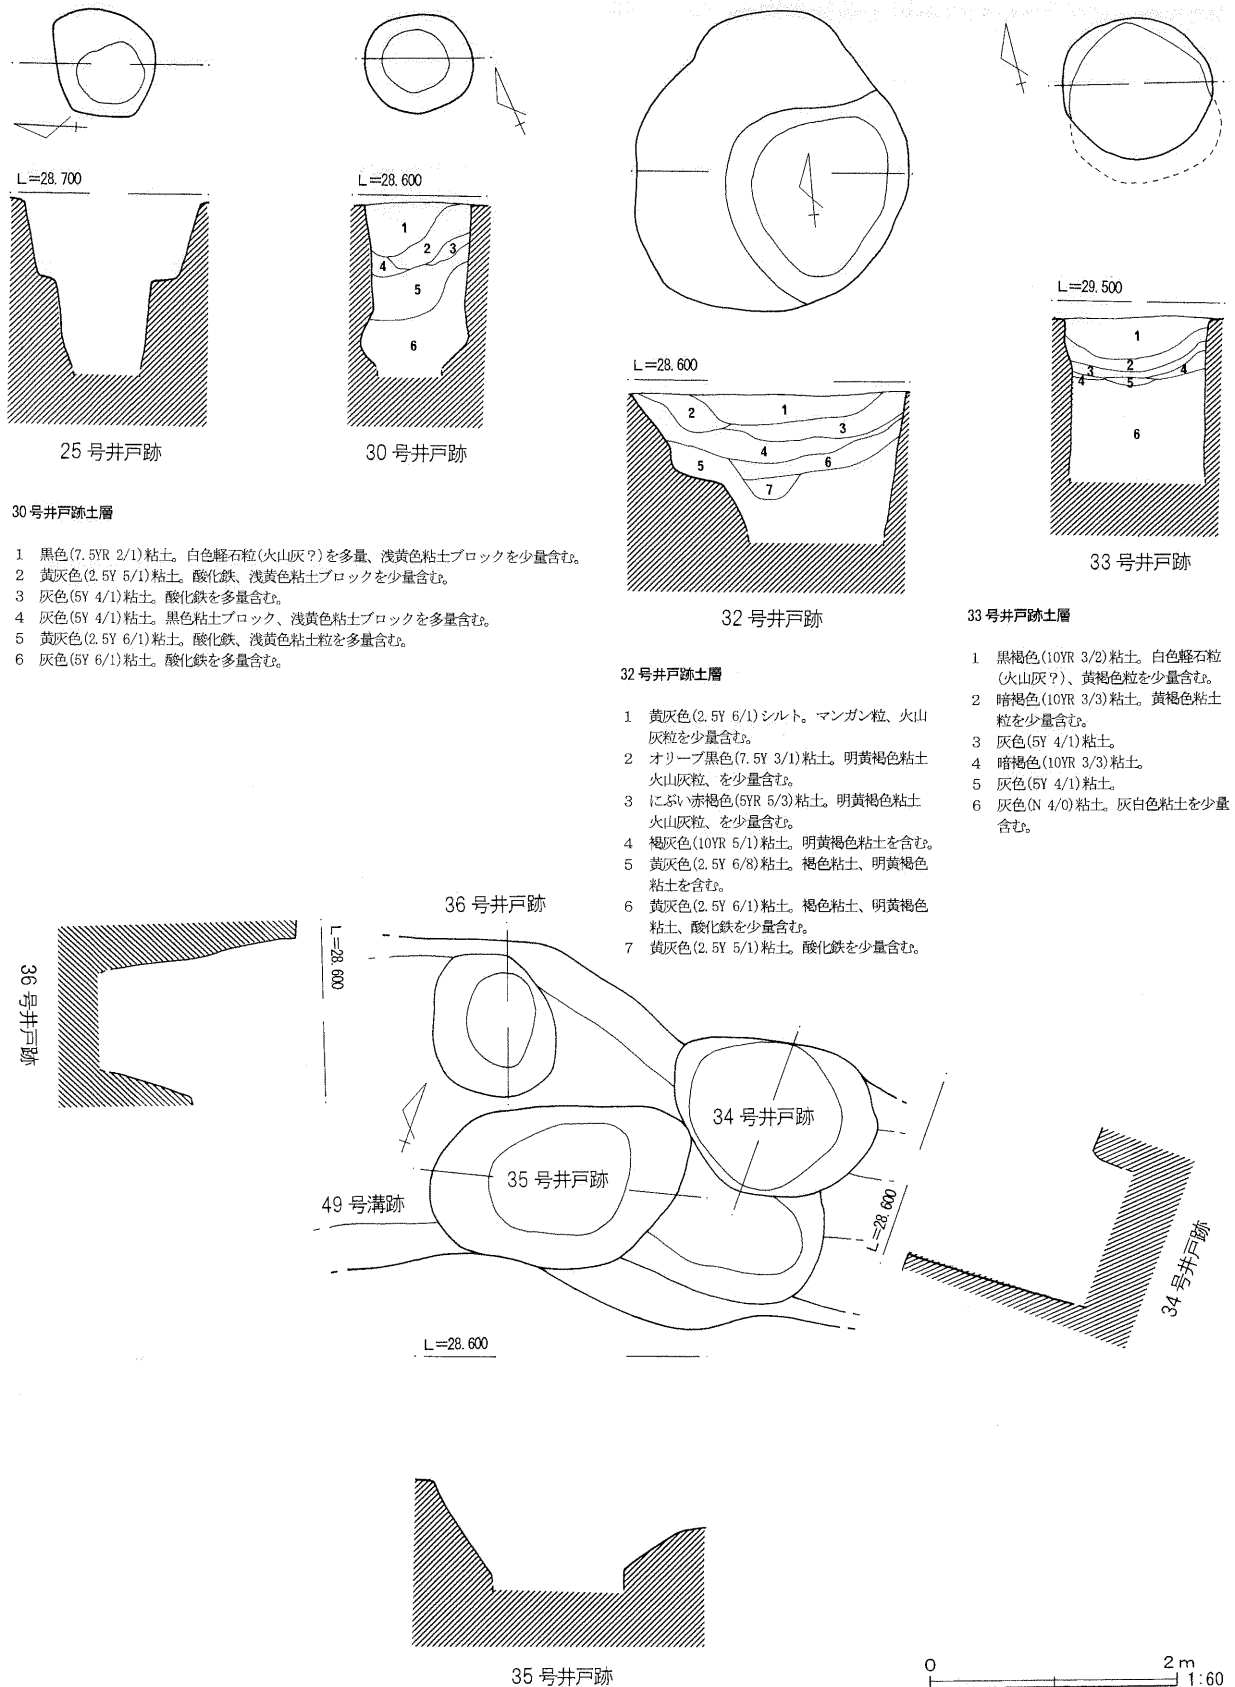 L=28.700
25 号井戸跡
L=28.600
1
2
3
4
5
6
30 号井戸跡
L=28.600
1
2
3
4
5
6
7
32 号井戸跡
L=29.500
1
2
3
4
4
5
6
33 号井戸跡
30 号井戸跡土層
1 黒色(7.5YR 2/1)粘土。白色軽石粒(火山灰？)を多量、浅黄色粘土ブロックを少量含む。
2 黄灰色(2.5Y 5/1)粘土。酸化鉄、浅黄色粘土ブロックを少量含む。
3 灰色(5Y 4/1)粘土。酸化鉄を多量含む。
4 灰色(5Y 4/1)粘土。黒色粘土ブロック、浅黄色粘土ブロックを多量含む。
5 黄灰色(2.5Y 6/1)粘土。酸化鉄、浅黄色粘土粒を多量含む。
6 灰色(5Y 6/1)粘土。酸化鉄を多量含む。
32 号井戸跡土層
1 黄灰色(2.5Y 6/1)シルト。マンガン粒、火山
灰粒を少量含む。
2 オリーブ黒色(7.5Y 3/1)粘土。明黄褐色粘土
火山灰粒、を少量含む。
3 にぶい赤褐色(5YR 5/3)粘土。明黄褐色粘土
火山灰粒、を少量含む。
4 褐灰色(10YR 5/1)粘土。明黄褐色粘土を含む。
5 黄灰色(2.5Y 6/8)粘土。褐色粘土、明黄褐色
粘土を含む。
6 黄灰色(2.5Y 6/1)粘土。褐色粘土、明黄褐色
粘土、酸化鉄を少量含む。
7 黄灰色(2.5Y 5/1)粘土。酸化鉄を少量含む。
33 号井戸跡土層
1 黒褐色(10YR 3/2)粘土。白色軽石粒
(火山灰？)、黄褐色粒を少量含む。
2 暗褐色(10YR 3/3)粘土。黄褐色粘土
粒を少量含む。
3 灰色(5Y 4/1)粘土。
4 暗褐色(10YR 3/3)粘土。
5 灰色(5Y 4/1)粘土。
6 灰色(N 4/0)粘土。灰白色粘土を少量
含む。
36 号井戸跡
L=28.600
36 号井戸跡
34 号井戸跡
35 号井戸跡
49 号溝跡
L=28.600
34 号井戸跡
L=28.600
35 号井戸跡
0 2 m
1:60